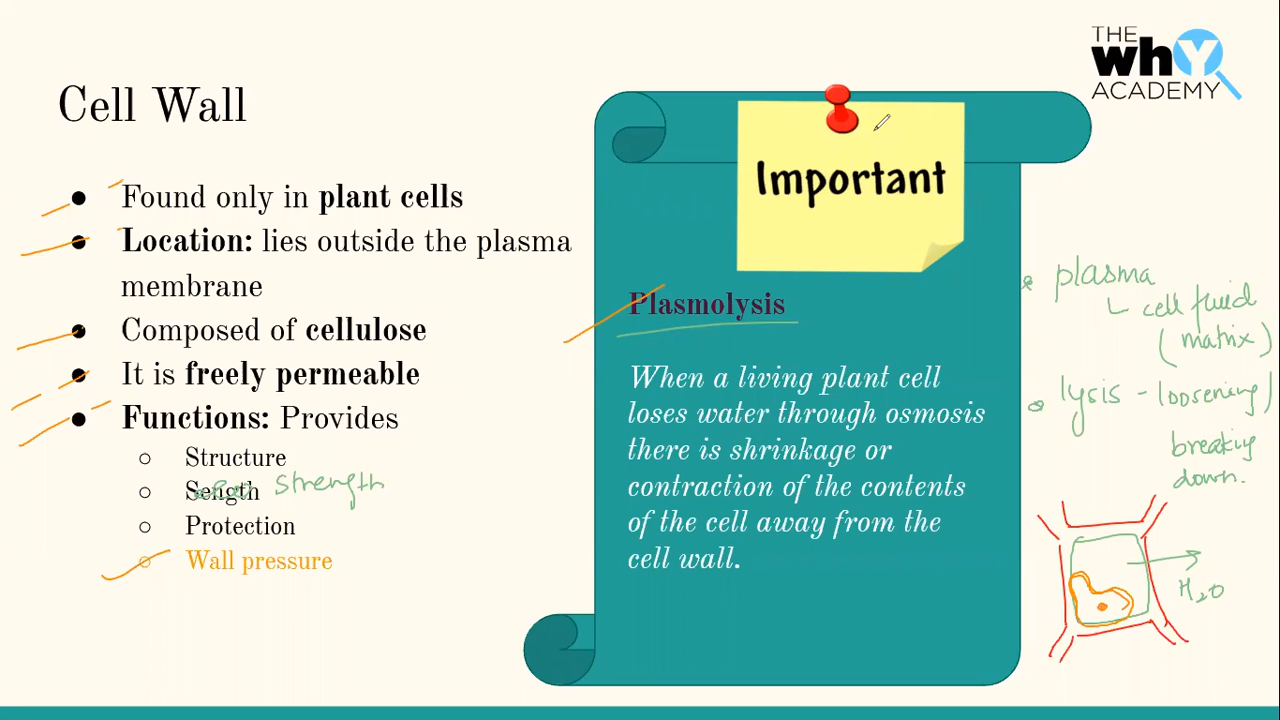 THE
whY
ACADEMY
Cell Wall
Found only in plant cells
Location: lies outside the plasma
membrane
Composed of cellulose
It is freely permeable
Functions: Provides
Structure
Sength strength
Protection
Wall pressure
Important
Plasmolysis
When a living plant cell
loses water through osmosis
there is shrinkage or
contraction of the contents
of the cell away from the
cell wall.
plasma
cell fluid
(matrix)
lysis - loosening/
breaking
down.
H2O